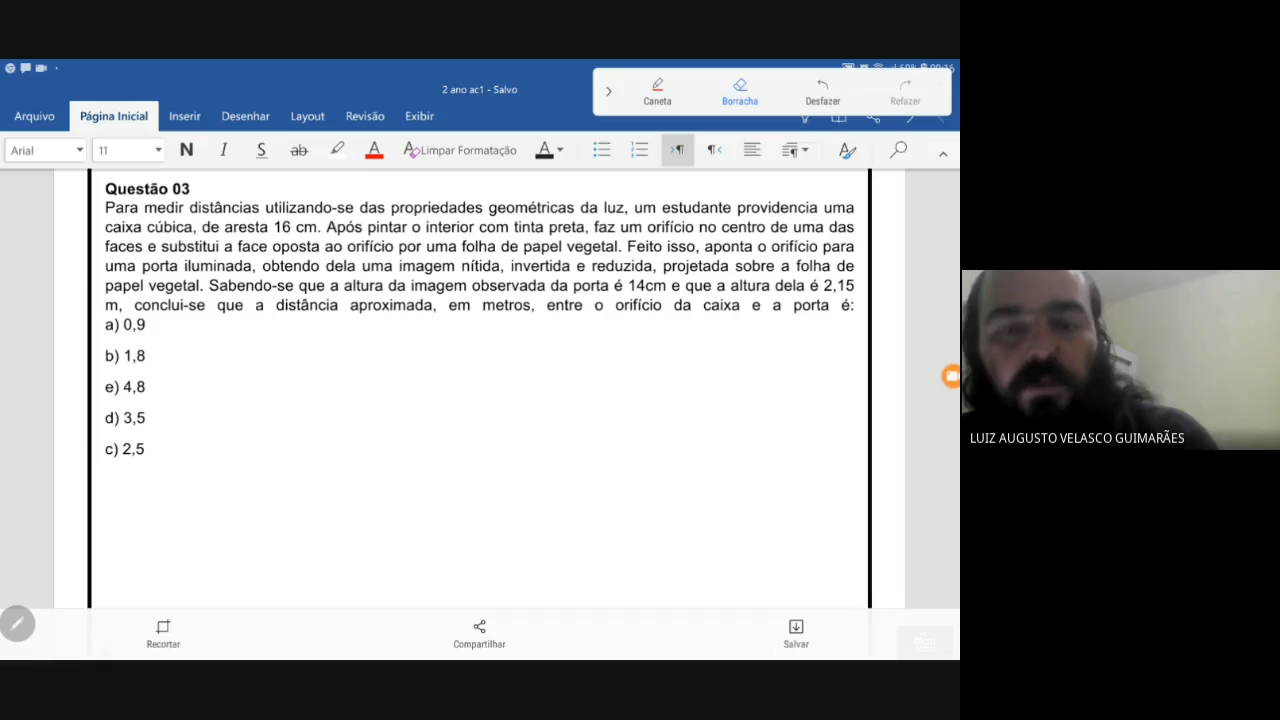 2 ano ac1 - Salvo
Caneta
Borracha
Desfazer
Refazer
Arquivo
Página Inicial
Inserir
Desenhar
Layout
Revisão
Exibir
Arial
11
N
I
S
ab
A
Limpar Formatação
A
Questão 03
Para medir distâncias utilizando-se das propriedades geométricas da luz, um estudante providencia uma
caixa cúbica, de aresta 16 cm. Após pintar o interior com tinta preta, faz um orifício no centro de uma das
faces e substitui a face oposta ao orifício por uma folha de papel vegetal. Feito isso, aponta o orifício para
uma porta iluminada, obtendo dela uma imagem nítida, invertida e reduzida, projetada sobre a folha de
papel vegetal. Sabendo-se que a altura da imagem observada da porta é 14cm e que a altura dela é 2,15
m, conclui-se que a distância aproximada, em metros, entre o orifício da caixa e a porta é:
a) 0,9
b) 1,8
e) 4,8
d) 3,5
c) 2,5
LUIZ AUGUSTO VELASCO GUIMARÃES
Recortar
Compartilhar
Salvar